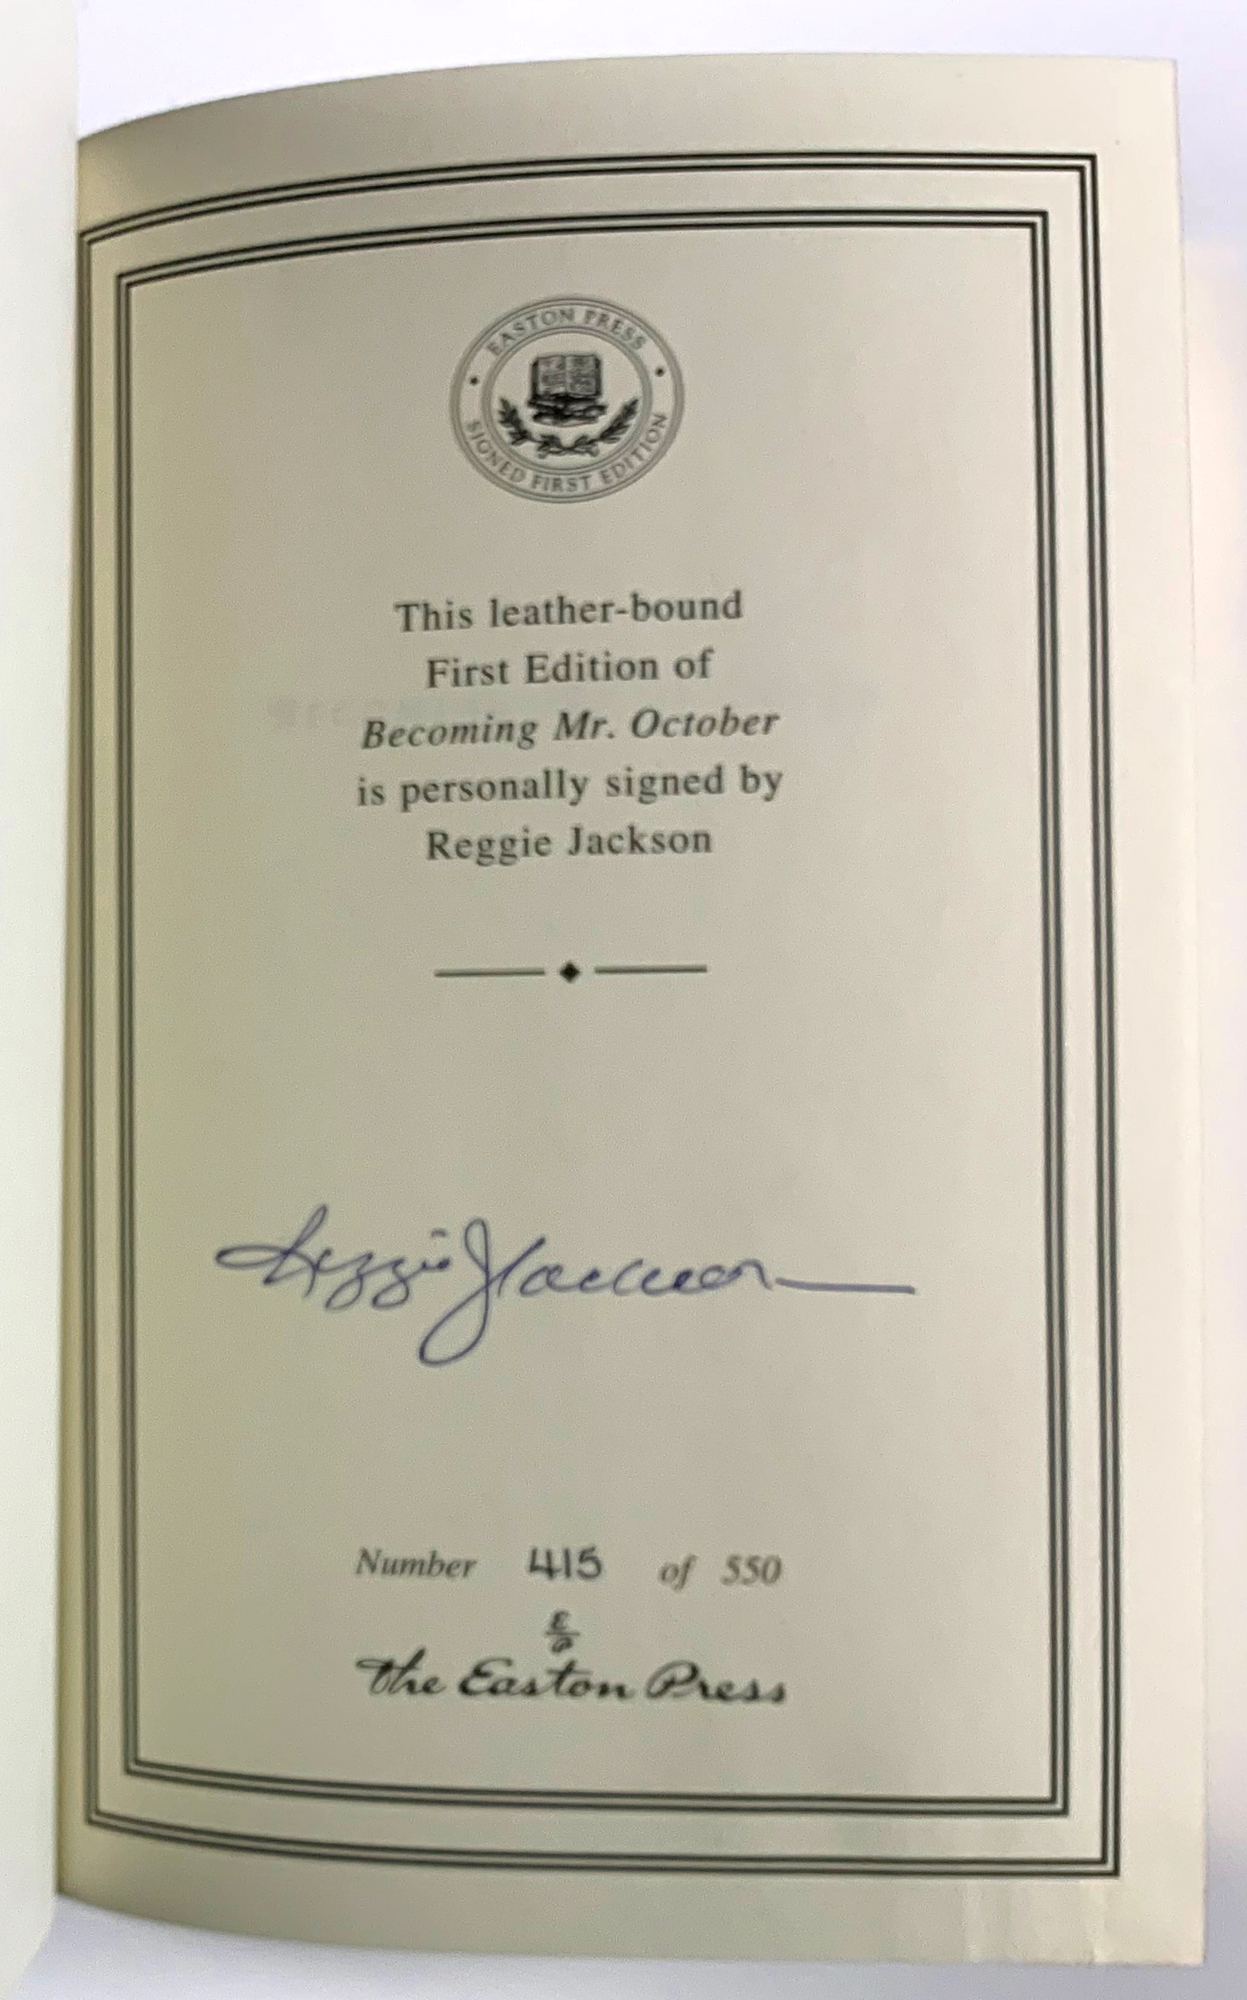 EASTON PRESS
SIGNED FIRST EDITION
This leather-bound
First Edition of
Becoming Mr. October
is personally signed by
Reggie Jackson
Reggie Jackson
Number 415 of 550
E
P
The Easton Press